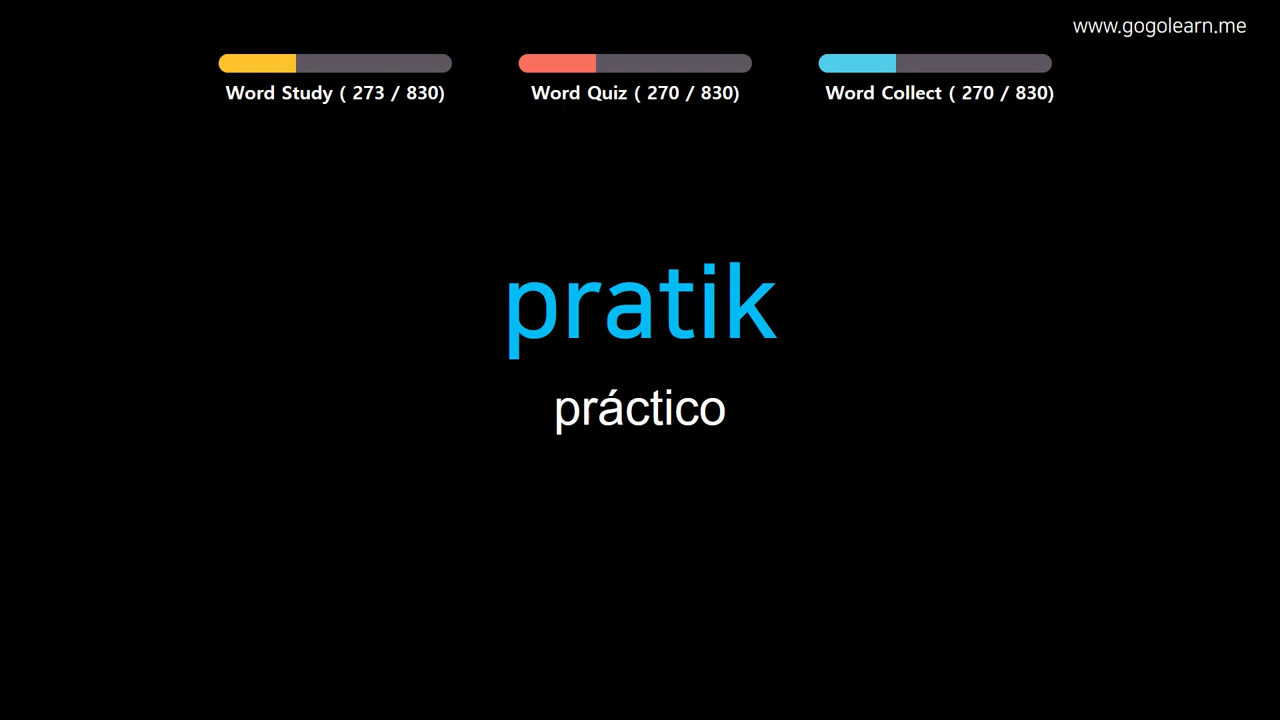 www.gogolearn.me
Word Study ( 273 / 830)
Word Quiz ( 270 / 830)
Word Collect ( 270 / 830)
pratik
práctico